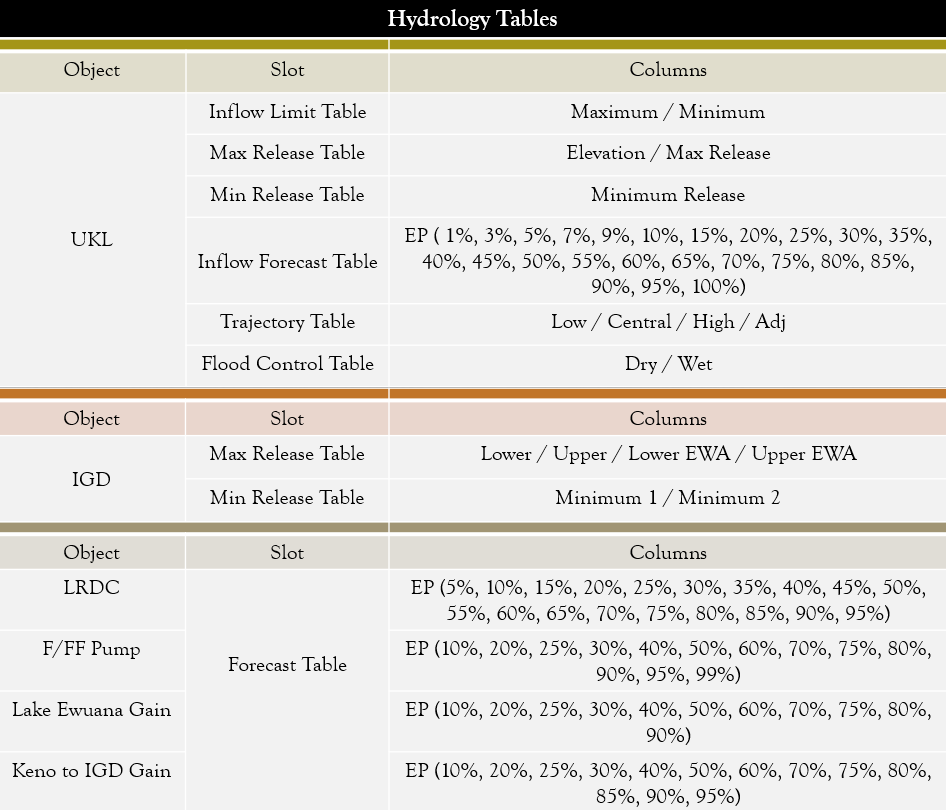 Hydrology Tables
Object Slot Columns
UKL
Inflow Limit Table Maximum / Minimum
Max Release Table Elevation / Max Release
Min Release Table Minimum Release
Inflow Forecast Table
EP ( 1%, 3%, 5%, 7%, 9%, 10%, 15%, 20%, 25%, 30%, 35%,
40%, 45%, 50%, 55%, 60%, 65%, 70%, 75%, 80%, 85%,
90%, 95%, 100%)
Trajectory Table Low / Central / High / Adj
Flood Control Table Dry / Wet
Object Slot Columns
IGD
Max Release Table Lower / Upper / Lower EWA / Upper EWA
Min Release Table Minimum 1 / Minimum 2
Object Slot Columns
LRDC
Forecast Table
EP (5%, 10%, 15%, 20%, 25%, 30%, 35%, 40%, 45%, 50%,
55%, 60%, 65%, 70%, 75%, 80%, 85%, 90%, 95%)
F/FF Pump
EP (10%, 20%, 25%, 30%, 40%, 50%, 60%, 70%, 75%, 80%,
90%, 95%, 99%)
Lake Ewuana Gain
EP (10%, 20%, 25%, 30%, 40%, 50%, 60%, 70%, 75%, 80%,
90%)
Keno to IGD Gain
EP (10%, 20%, 25%, 30%, 40%, 50%, 60%, 70%, 75%, 80%,
85%, 90%, 95%)